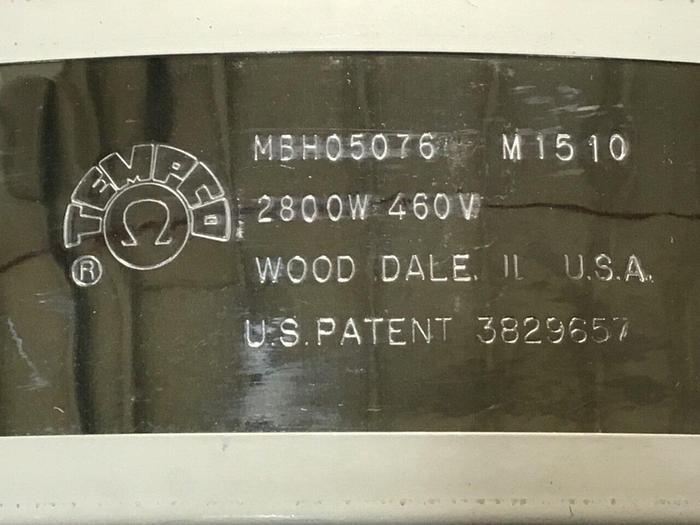 TEMPCO
Ω
®
MBH05076 M1510
2800W 460V
WOOD DALE. IL U.S.A.
U.S. PATENT 3829657